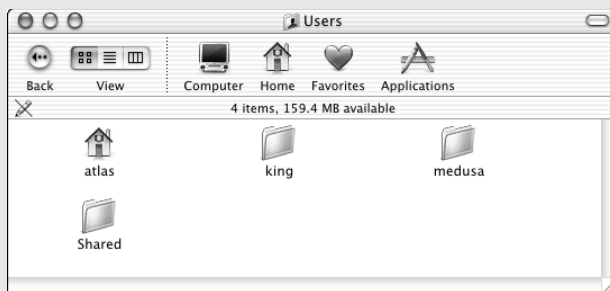 Users
Back View Computer Home Favorites Applications
4 items, 159.4 MB available
atlas king medusa
Shared